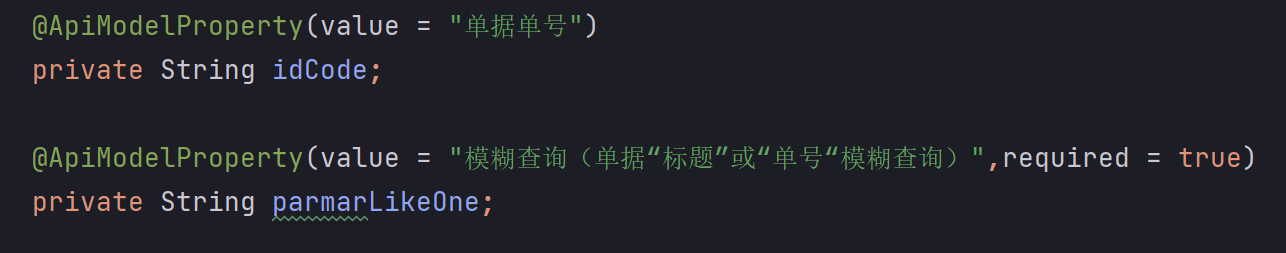 @ApiModelProperty(value = "单据单号")
private String idCode;
@ApiModelProperty(value = "模糊查询（单据“标题”或“单号“模糊查询）",required = true)
private String parmarLikeOne;